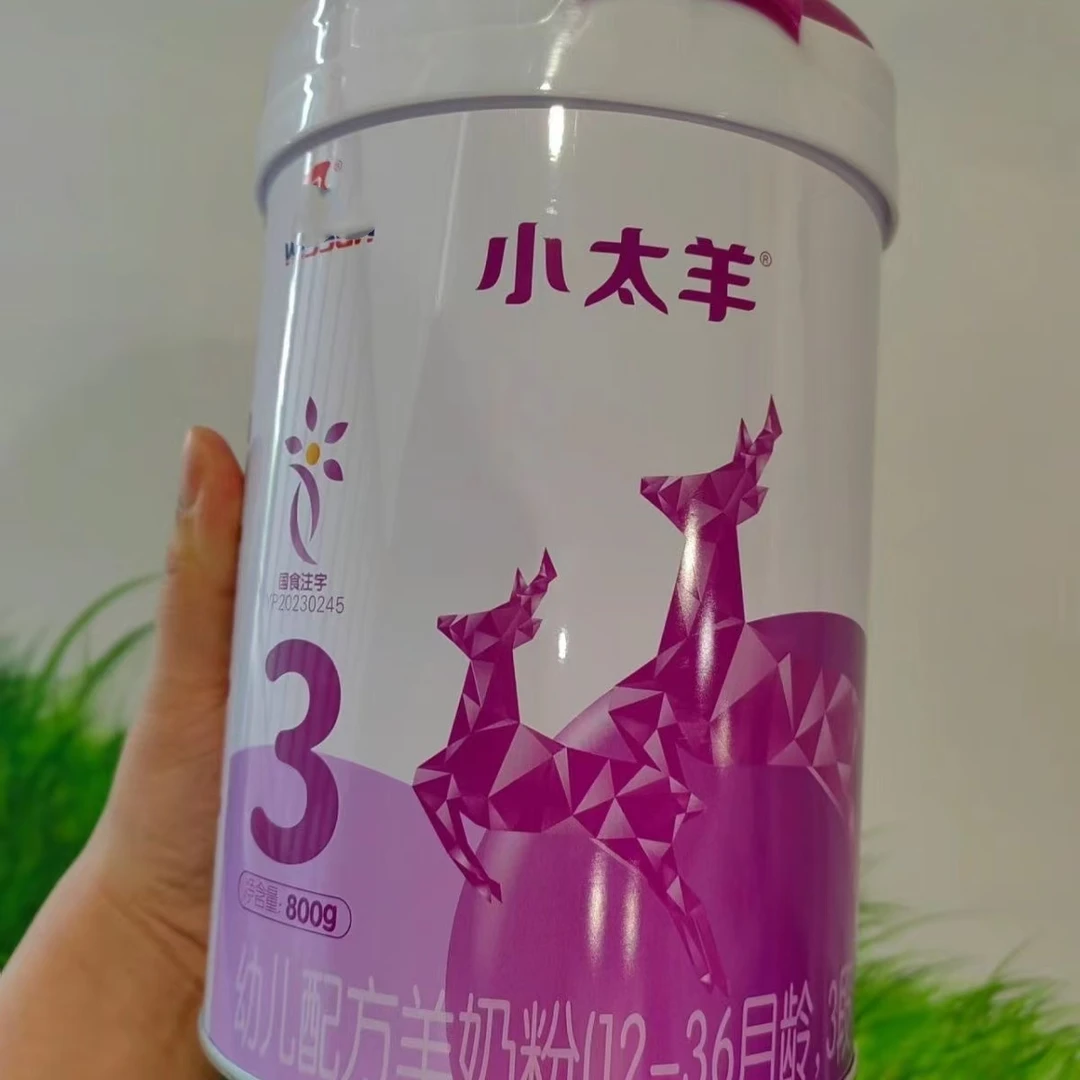 小太羊®
国食注字
YP20230245
3
净含量: 800g
幼儿配方羊奶粉(12-36月龄, 3段